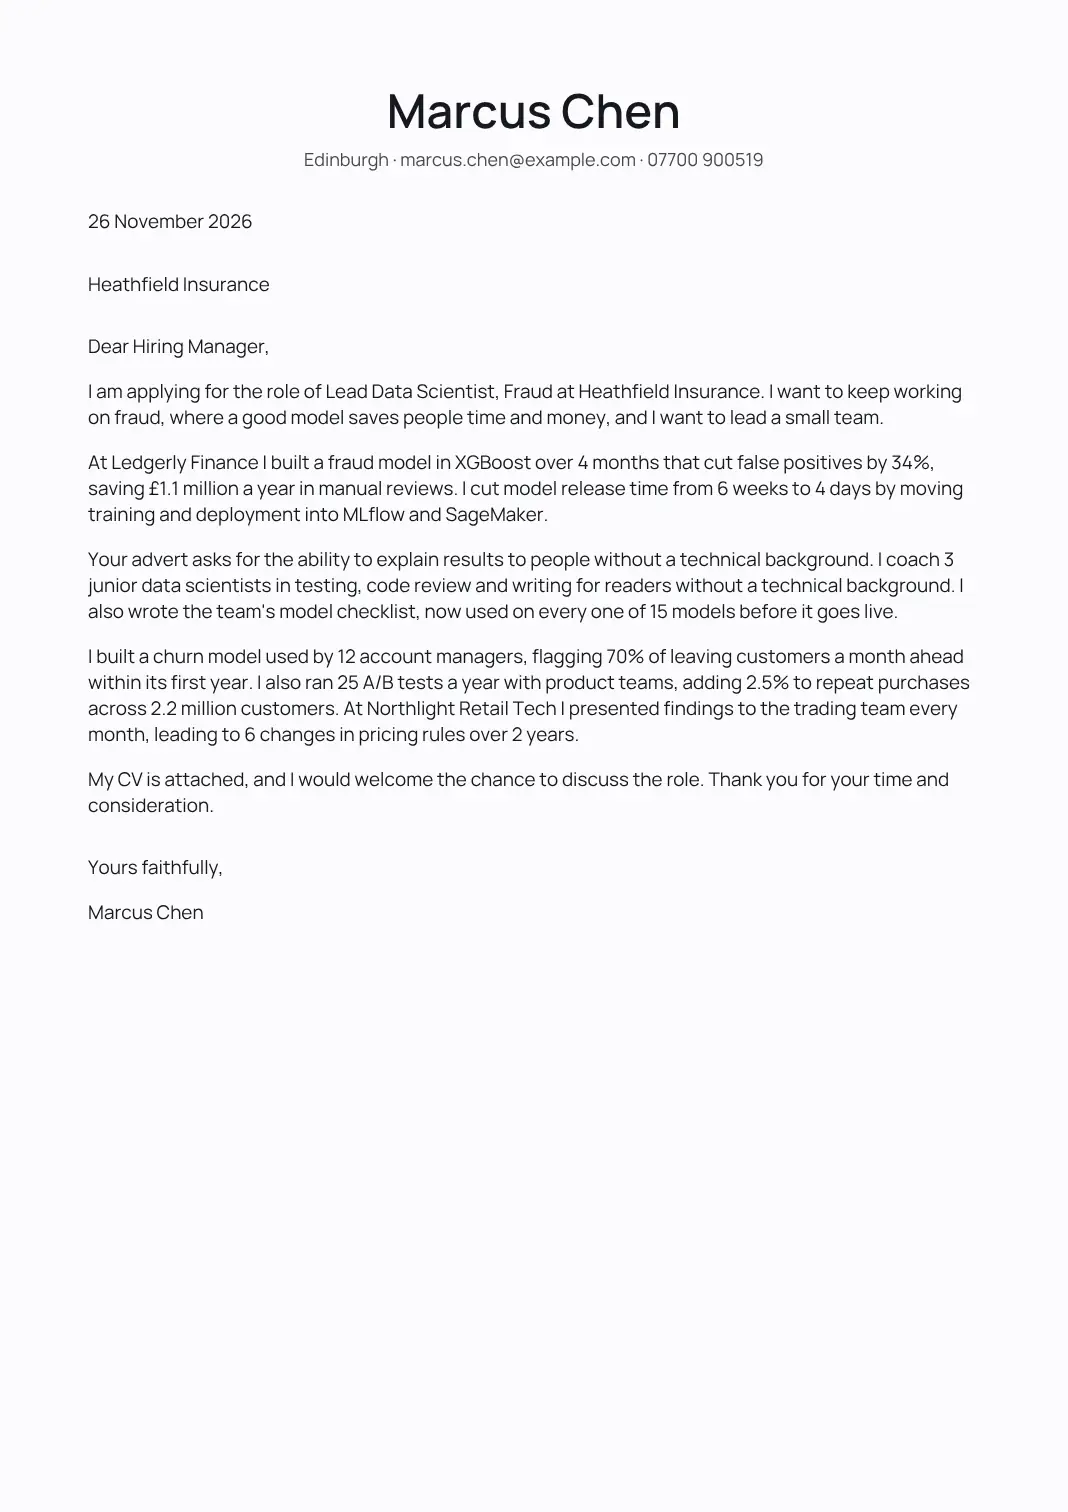 Marcus Chen
Edinburgh · marcus.chen@example.com · 07700 900519
26 November 2026
Heathfield Insurance
Dear Hiring Manager,
I am applying for the role of Lead Data Scientist, Fraud at Heathfield Insurance. I want to keep working
on fraud, where a good model saves people time and money, and I want to lead a small team.
At Ledgerly Finance I built a fraud model in XGBoost over 4 months that cut false positives by 34%,
saving £1.1 million a year in manual reviews. I cut model release time from 6 weeks to 4 days by moving
training and deployment into MLflow and SageMaker.
Your advert asks for the ability to explain results to people without a technical background. I coach 3
junior data scientists in testing, code review and writing for readers without a technical background. I
also wrote the team's model checklist, now used on every one of 15 models before it goes live.
I built a churn model used by 12 account managers, flagging 70% of leaving customers a month ahead
within its first year. I also ran 25 A/B tests a year with product teams, adding 2.5% to repeat purchases
across 2.2 million customers. At Northlight Retail Tech I presented findings to the trading team every
month, leading to 6 changes in pricing rules over 2 years.
My CV is attached, and I would welcome the chance to discuss the role. Thank you for your time and
consideration.
Yours faithfully,
Marcus Chen